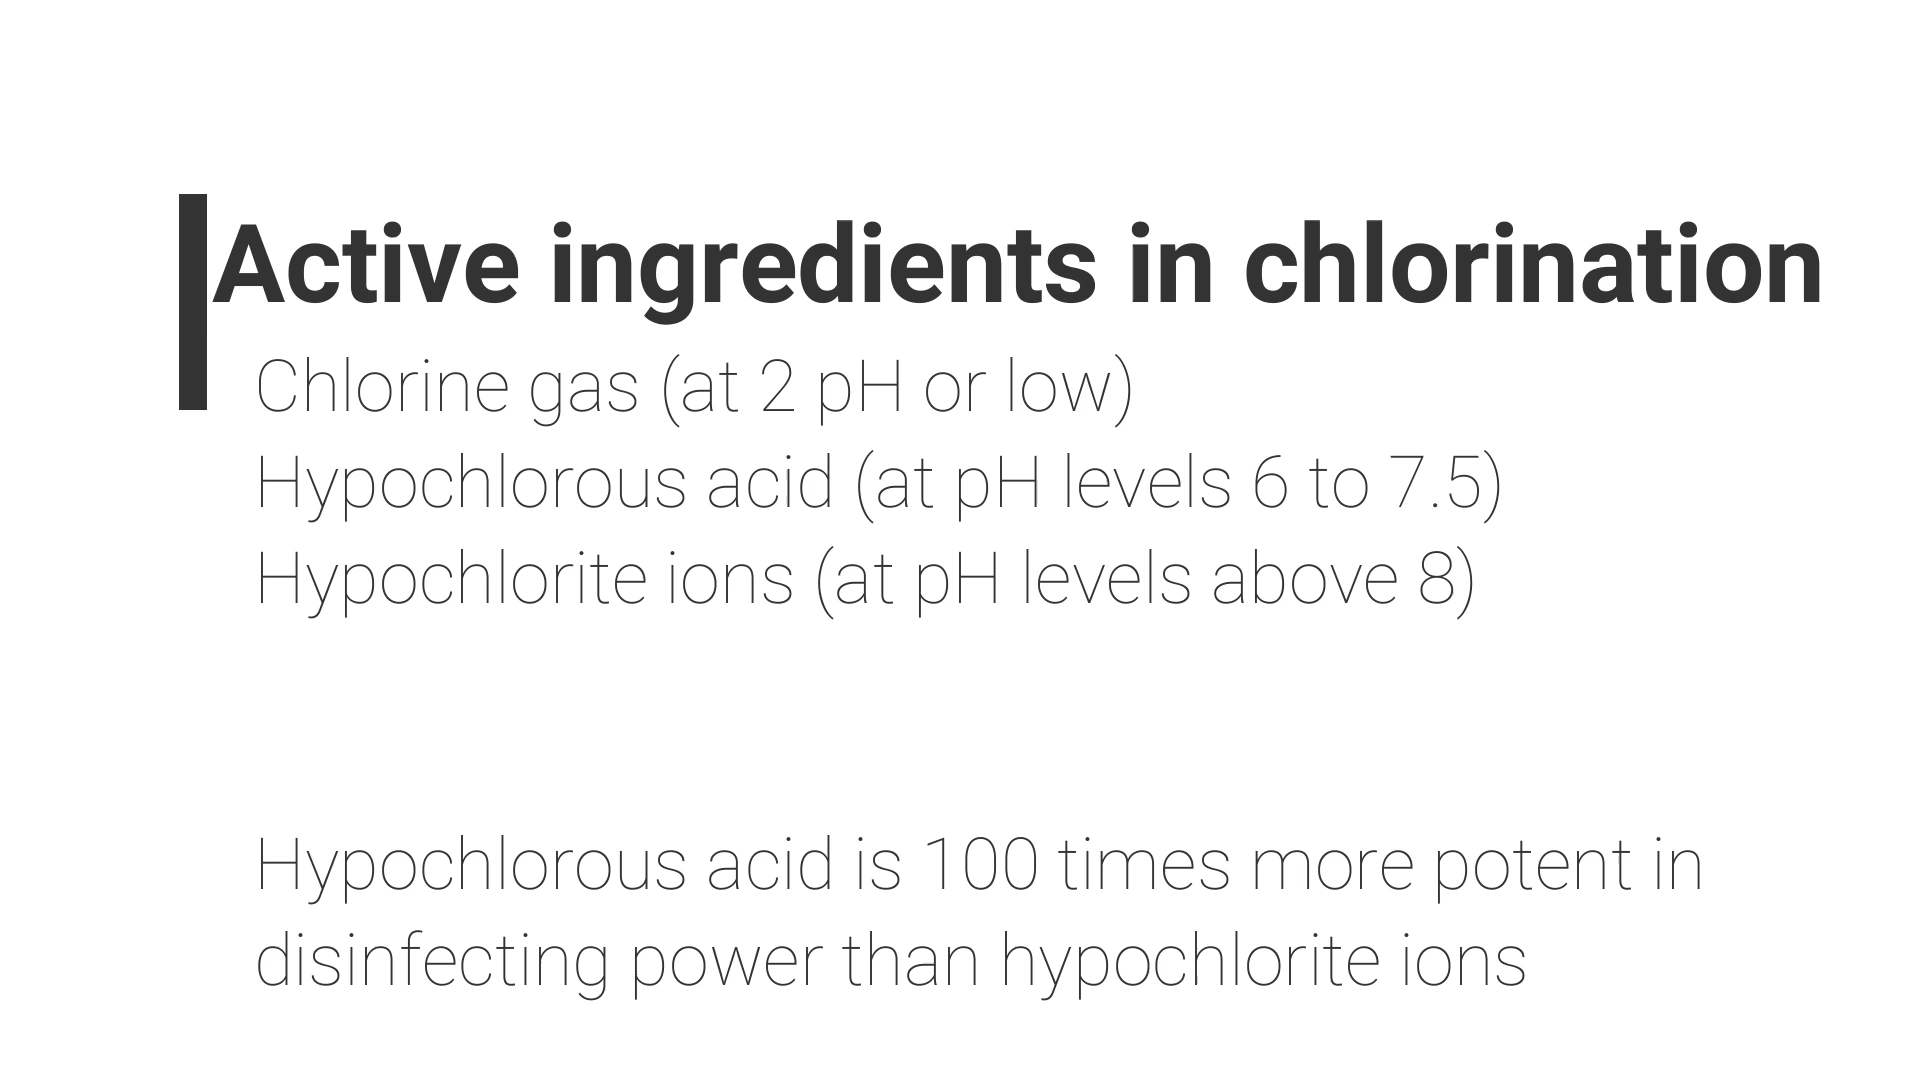 Active ingredients in chlorination
Chlorine gas (at 2 pH or low)
Hypochlorous acid (at pH levels 6 to 7.5)
Hypochlorite ions (at pH levels above 8)
Hypochlorous acid is 100 times more potent in
disinfecting power than hypochlorite ions